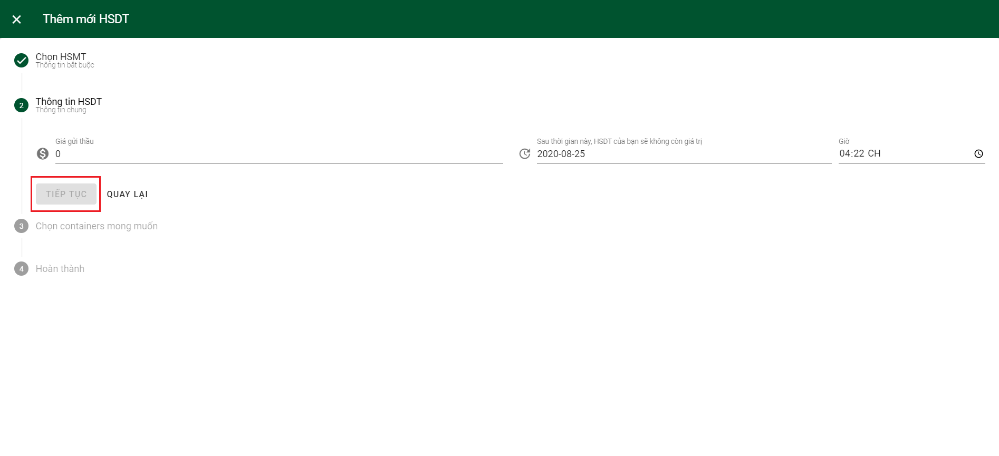 Thêm mới HSDT
Chọn HSMT
Thông tin bắt buộc
2
Thông tin HSDT
Thông tin chung
Giá gửi thầu
0
Sau thời gian này, HSDT của bạn sẽ không còn giá trị
2020-08-25
Giờ
04:22 CH
TIẾP TỤC
QUAY LẠI
3
Chọn containers mong muốn
4
Hoàn thành